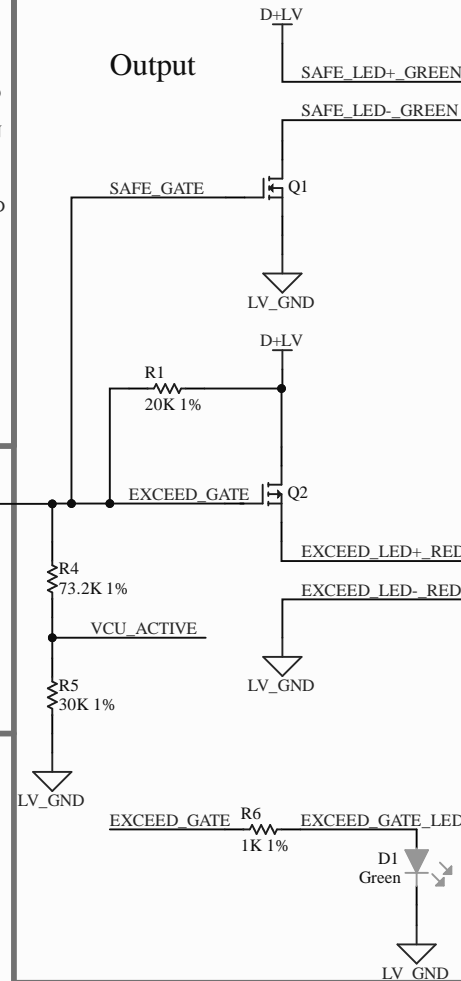 D+LV
Output
SAFE_LED+_GREEN
SAFE_LED-_GREEN
SAFE_GATE
Q1
LV_GND
D+LV
R1
20K 1%
EXCEED_GATE
Q2
EXCEED_LED+_RED
R4
73.2K 1%
EXCEED_LED-_RED
VCU_ACTIVE
R5
30K 1%
LV_GND
LV_GND
EXCEED_GATE
R6
1K 1%
EXCEED_GATE_LED
D1
Green
LV_GND